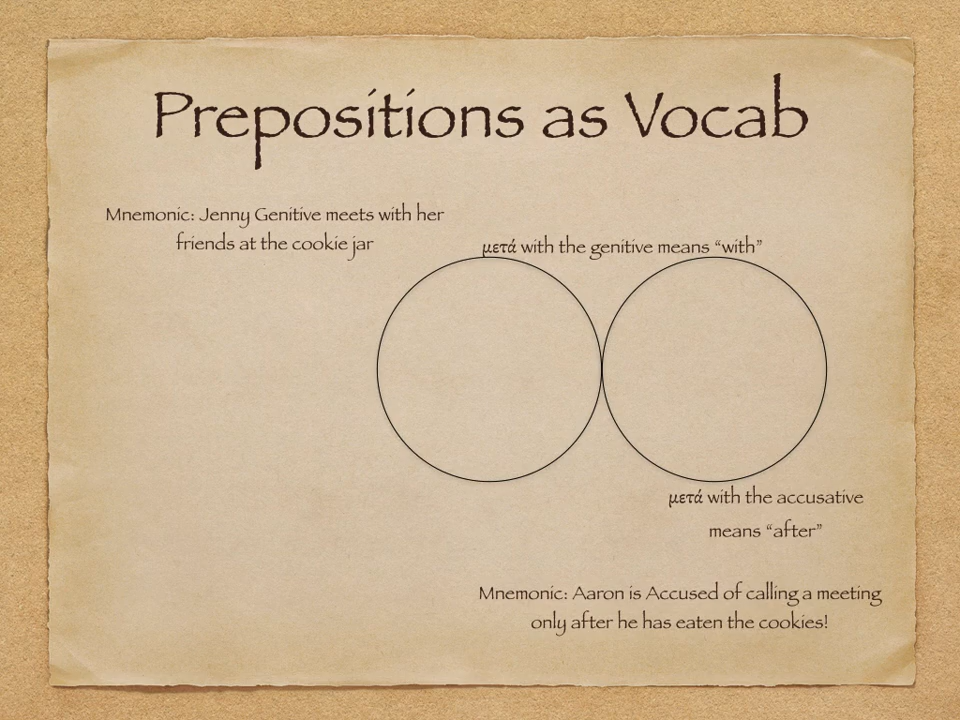 Prepositions as Vocab
Mnemonic: Jenny Genitive meets with her
friends at the cookie jar
μετά with the genitive means “with”
μετά with the accusative
means “after”
Mnemonic: Aaron is Accused of calling a meeting
only after he has eaten the cookies!